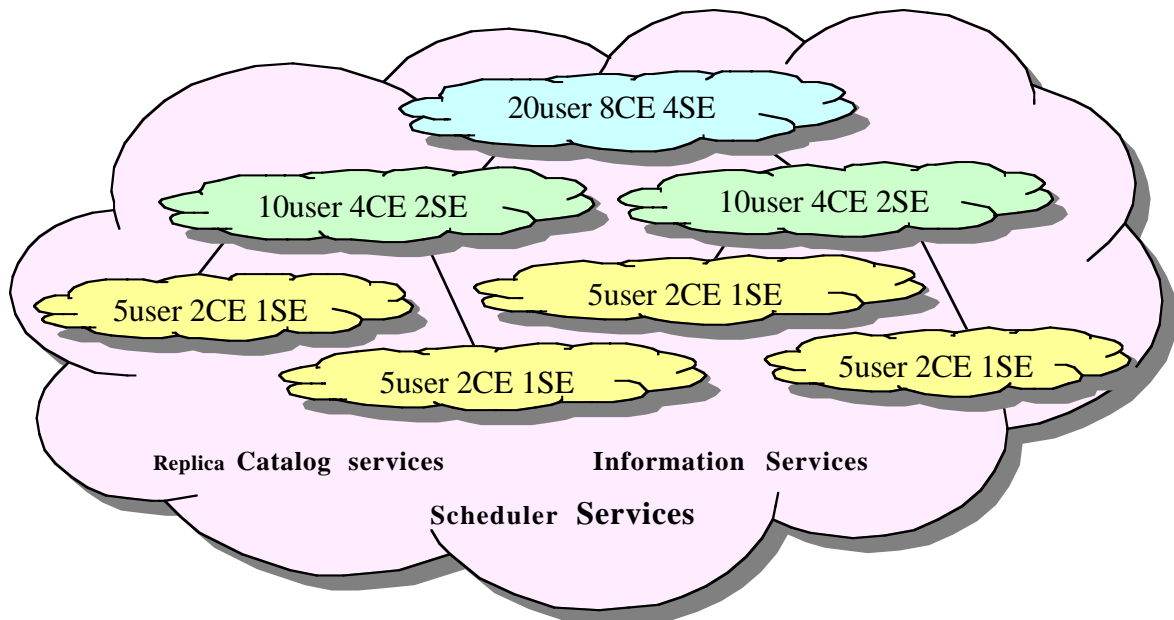 20user 8CE 4SE
10user 4CE 2SE
10user 4CE 2SE
5user 2CE 1SE
5user 2CE 1SE
5user 2CE 1SE
5user 2CE 1SE
Replica Catalog services
Information Services
Scheduler Services